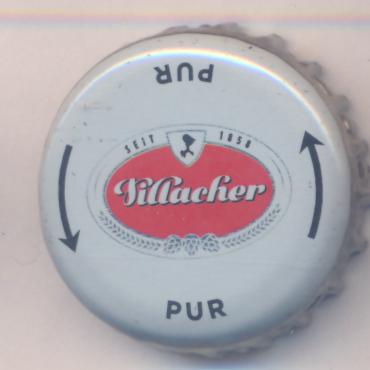 PUR
SEIT 1858
Villacher
PUR